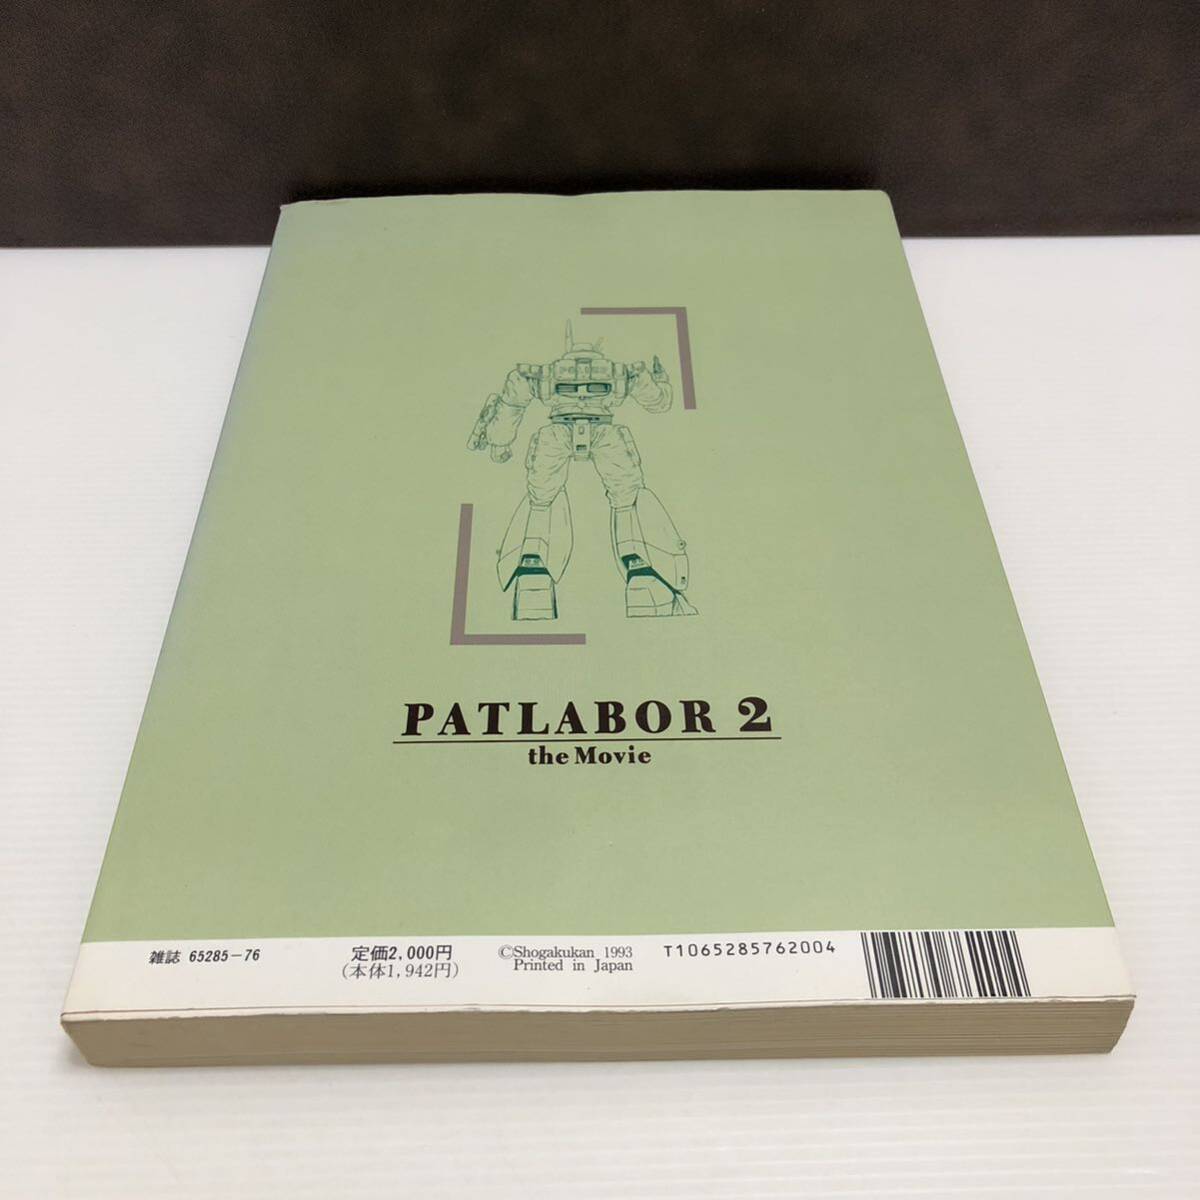 POLICE
PATLABOR 2
the Movie
雑誌 65285-76
定価2,000円
(本体1,942円)
©Shogakukan 1993
Printed in Japan
T1065285762004